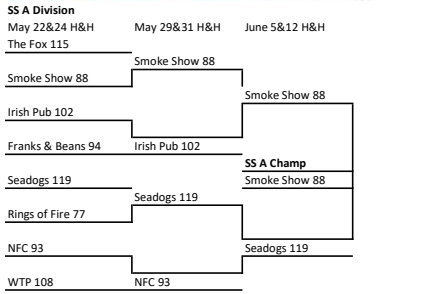 SS A Division
May 22&24 H&H May 29&31 H&H June 5&12 H&H
The Fox 115
Smoke Show 88
Smoke Show 88
Smoke Show 88
Irish Pub 102
Franks & Beans 94 Irish Pub 102
SS A Champ
Seadogs 119 Smoke Show 88
Seadogs 119
Rings of Fire 77
NFC 93 Seadogs 119
WTP 108 NFC 93